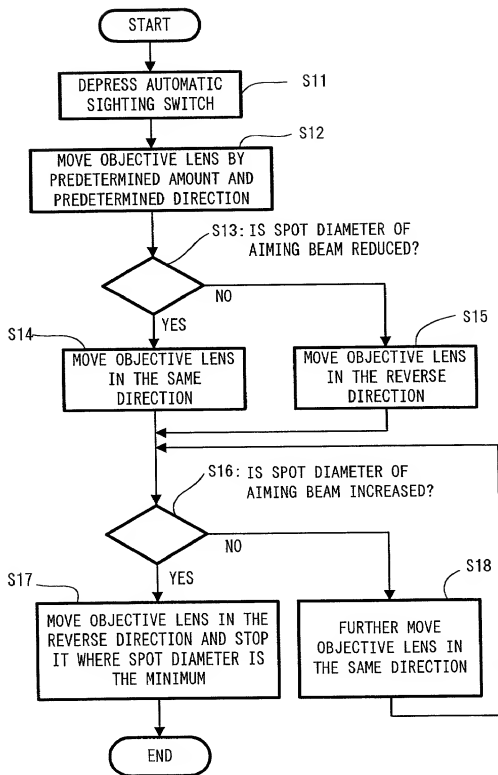 START
DEPRESS AUTOMATIC
SIGHTING SWITCH
S11
S12
MOVE OBJECTIVE LENS BY
PREDETERMINED AMOUNT AND
PREDETERMINED DIRECTION
S13: IS SPOT DIAMETER OF
AIMING BEAM REDUCED?
NO
YES
S14
MOVE OBJECTIVE LENS
IN THE SAME
DIRECTION
S15
MOVE OBJECTIVE LENS
IN THE REVERSE
DIRECTION
S16: IS SPOT DIAMETER OF
AIMING BEAM INCREASED?
NO
YES
S17
MOVE OBJECTIVE LENS IN THE
REVERSE DIRECTION AND STOP
IT WHERE SPOT DIAMETER IS
THE MINIMUM
S18
FURTHER MOVE
OBJECTIVE LENS IN
THE SAME DIRECTION
END